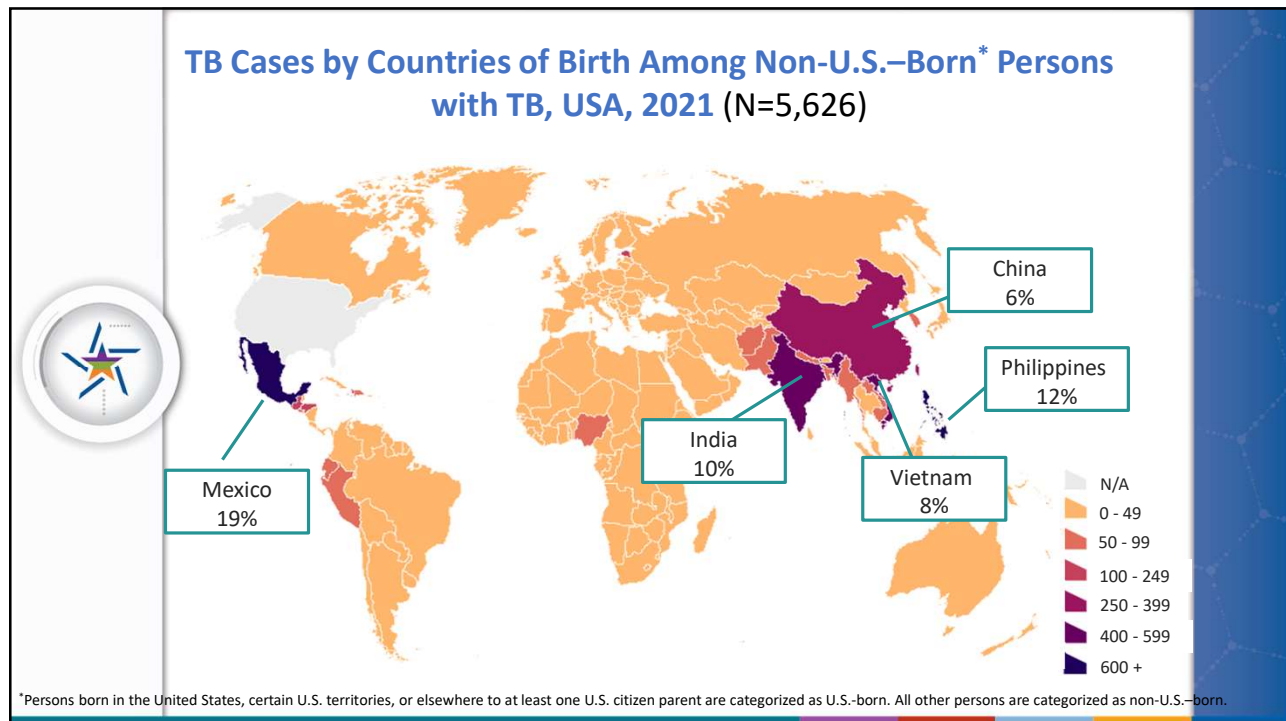 TB Cases by Countries of Birth Among Non-U.S.–Born* Persons
with TB, USA, 2021 (N=5,626)
China
6%
Philippines
12%
India
10%
Vietnam
8%
Mexico
19%
N/A
0 - 49
50 - 99
100 - 249
250 - 399
400 - 599
600 +
*Persons born in the United States, certain U.S. territories, or elsewhere to at least one U.S. citizen parent are categorized as U.S.-born. All other persons are categorized as non-U.S.–born.